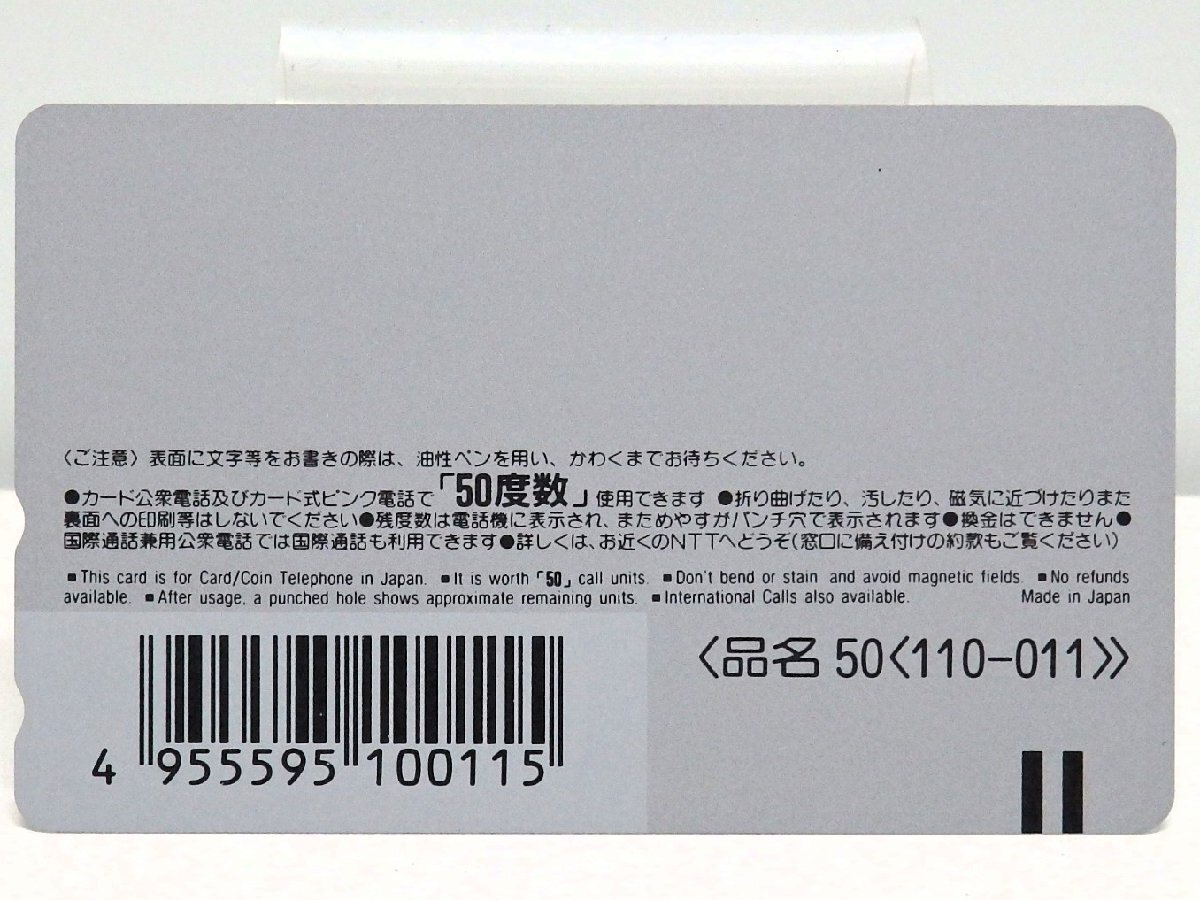 〈ご注意〉表面に文字等をお書きの際は、油性ペンを用い、かわくまでお待ちください。
●カード公衆電話及びカード式ピンク電話で「50度数」使用できます ●折り曲げたり、汚したり、磁気に近づけたりまた
裏面への印刷等はしないでください●残度数は電話機に表示され、まためやすがパンチ穴で表示されます●換金はできません●
国際通話兼用公衆電話では国際通話も利用できます●詳しくは、お近くのNTTへどうぞ(窓口に備え付けの約款もご覧ください)
■This card is for Card/Coin Telephone in Japan. ■It is worth「50」call units. ■Don't bend or stain and avoid magnetic fields. ■No refunds
available. ■After usage, a punched hole shows approximate remaining units. ■International Calls also available. Made in Japan
〈品名 50〈110-011〉〉
4 955595 100115